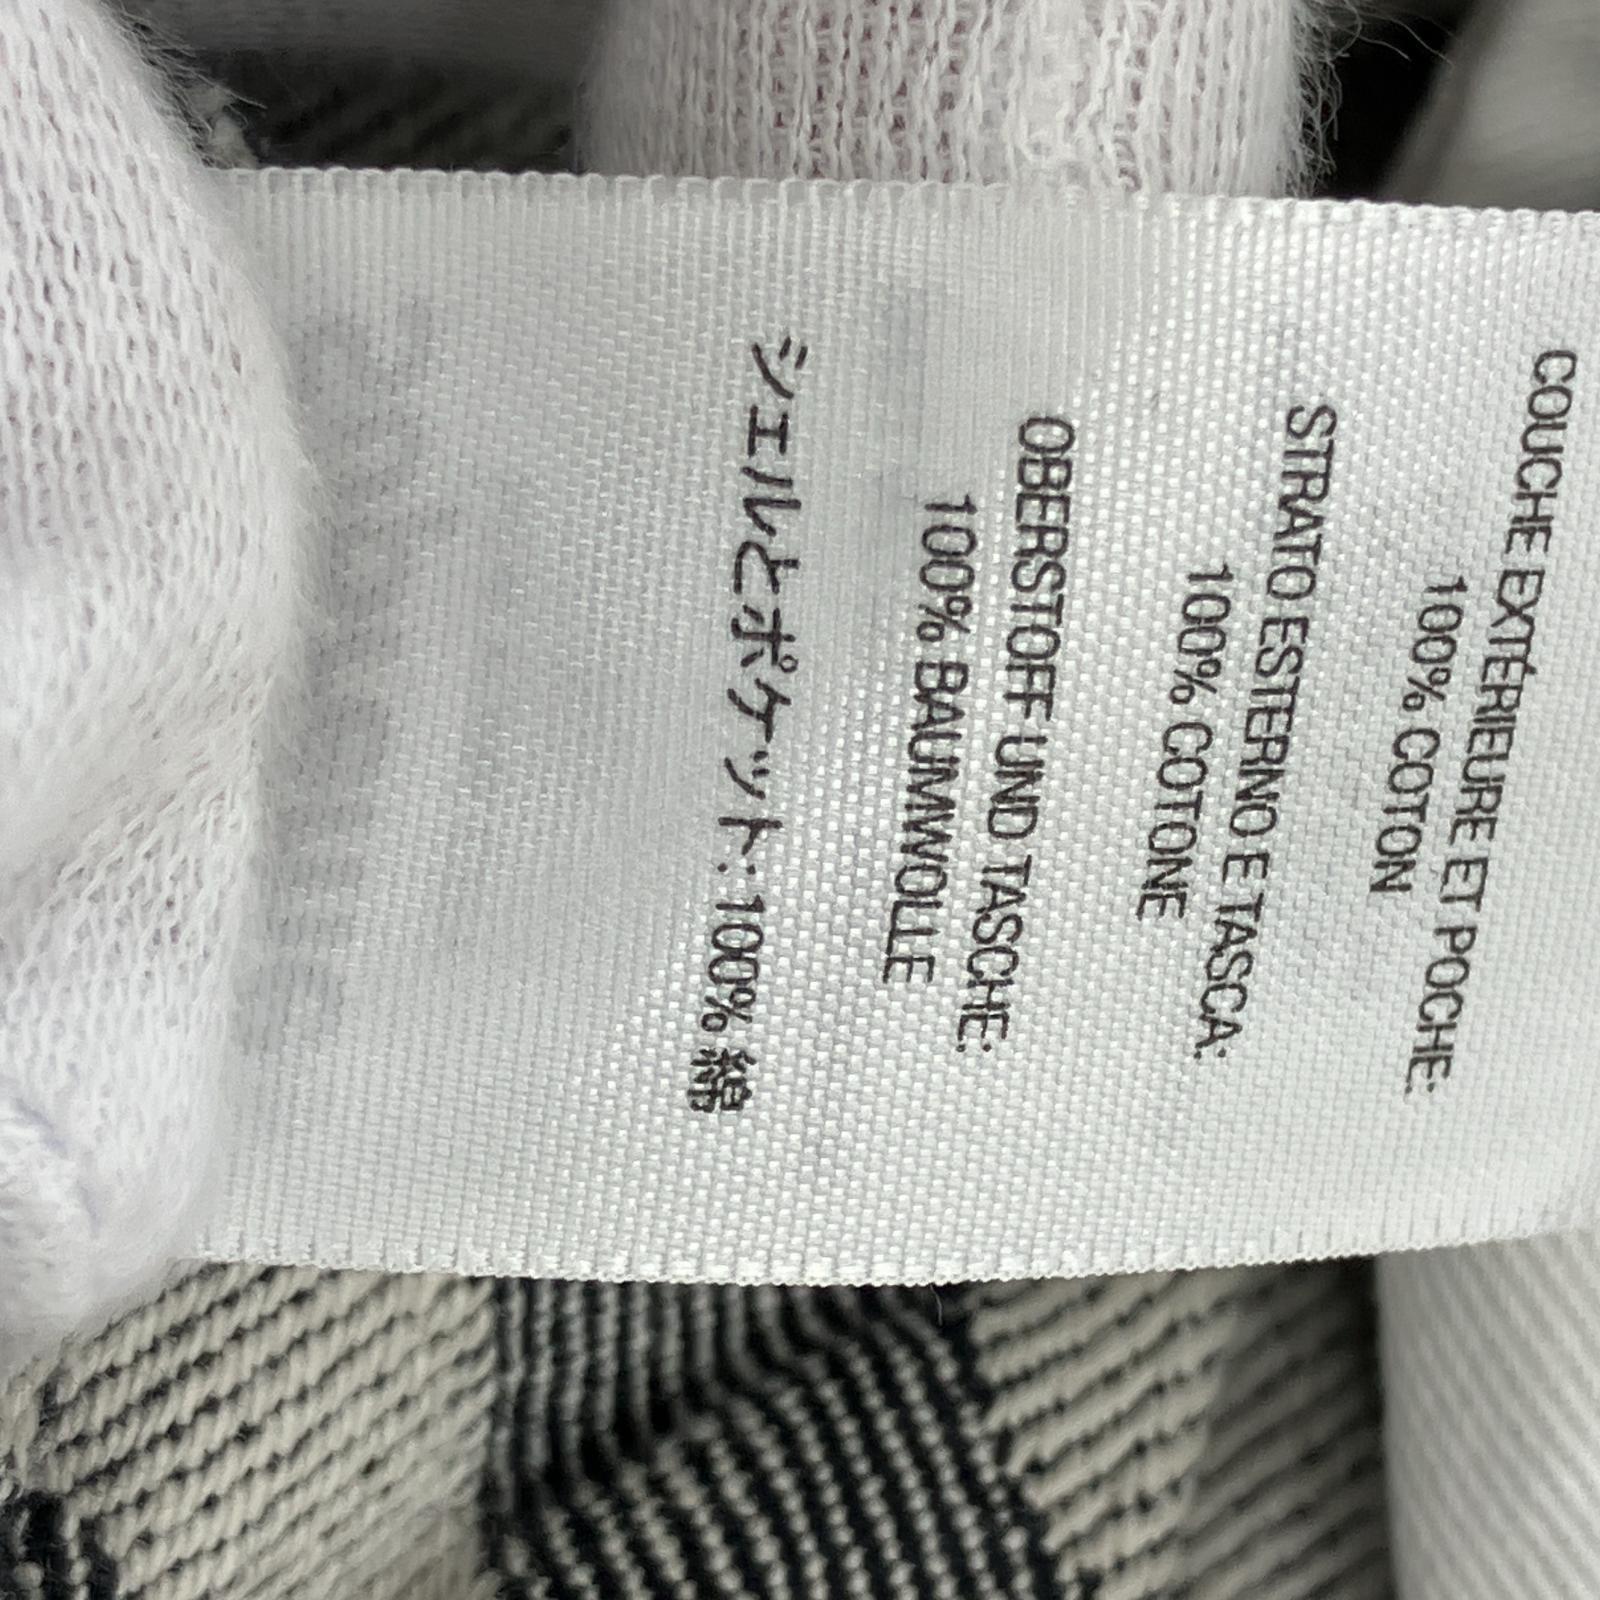 COUCHE EXTÉRIEURE ET POCHE:
100% COTON
STRATO ESTERNO E TASCA:
100% COTONE
OBERSTOFF UND TASCHE:
100% BAUMWOLLE
シェルとポケット: 100% 綿